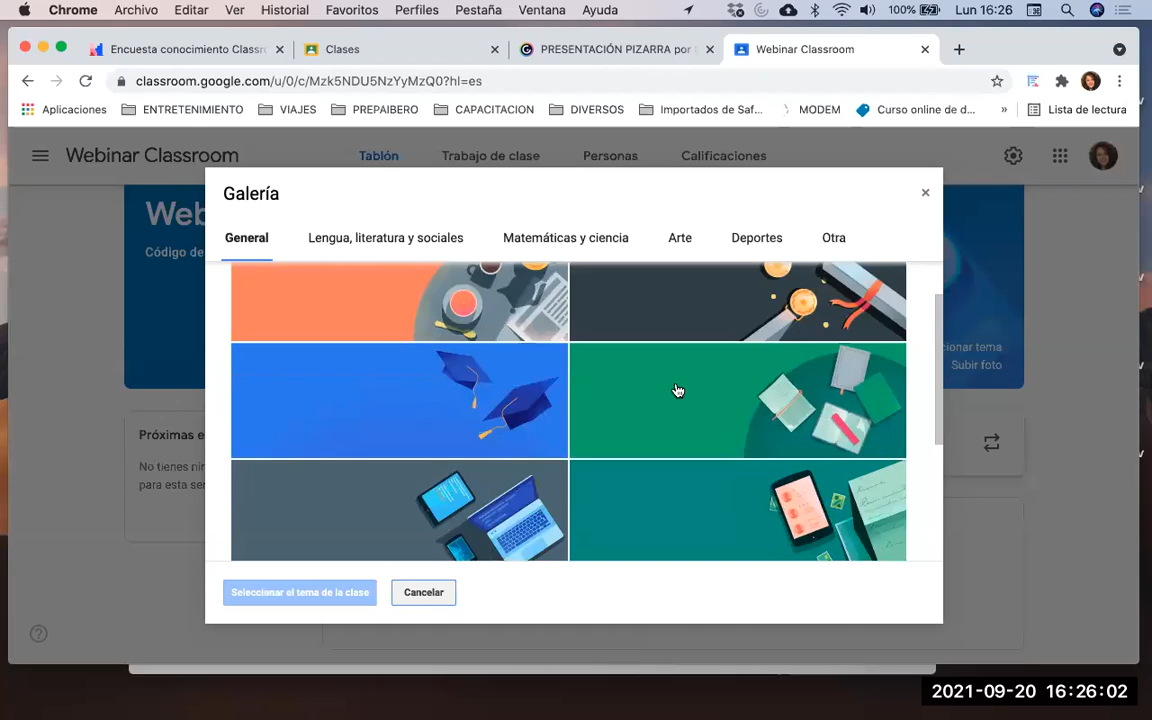 Chrome Archivo Editar Ver Historial Favoritos Perfiles Pestaña Ventana Ayuda 100% Lun 16:26
Encuesta conocimiento Classr Clases PRESENTACIÓN PIZARRA por Webinar Classroom
classroom.google.com/u/0/c/Mzk5NDU5NzYyMzQ0?hl=es
Aplicaciones ENTRETENIMIENTO VIAJES PREPAIBERO CAPACITACION DIVERSOS Importados de Saf... MODEM Curso online de d... » Lista de lectura
Webinar Classroom Tablón Trabajo de clase Personas Calificaciones
Galería
Web
General Lengua, literatura y sociales Matemáticas y ciencia Arte Deportes Otra
Código de
cionar tema
Subir foto
Próximas e
No tienes nin
para esta ser
Seleccionar el tema de la clase Cancelar
2021-09-20 16:26:02